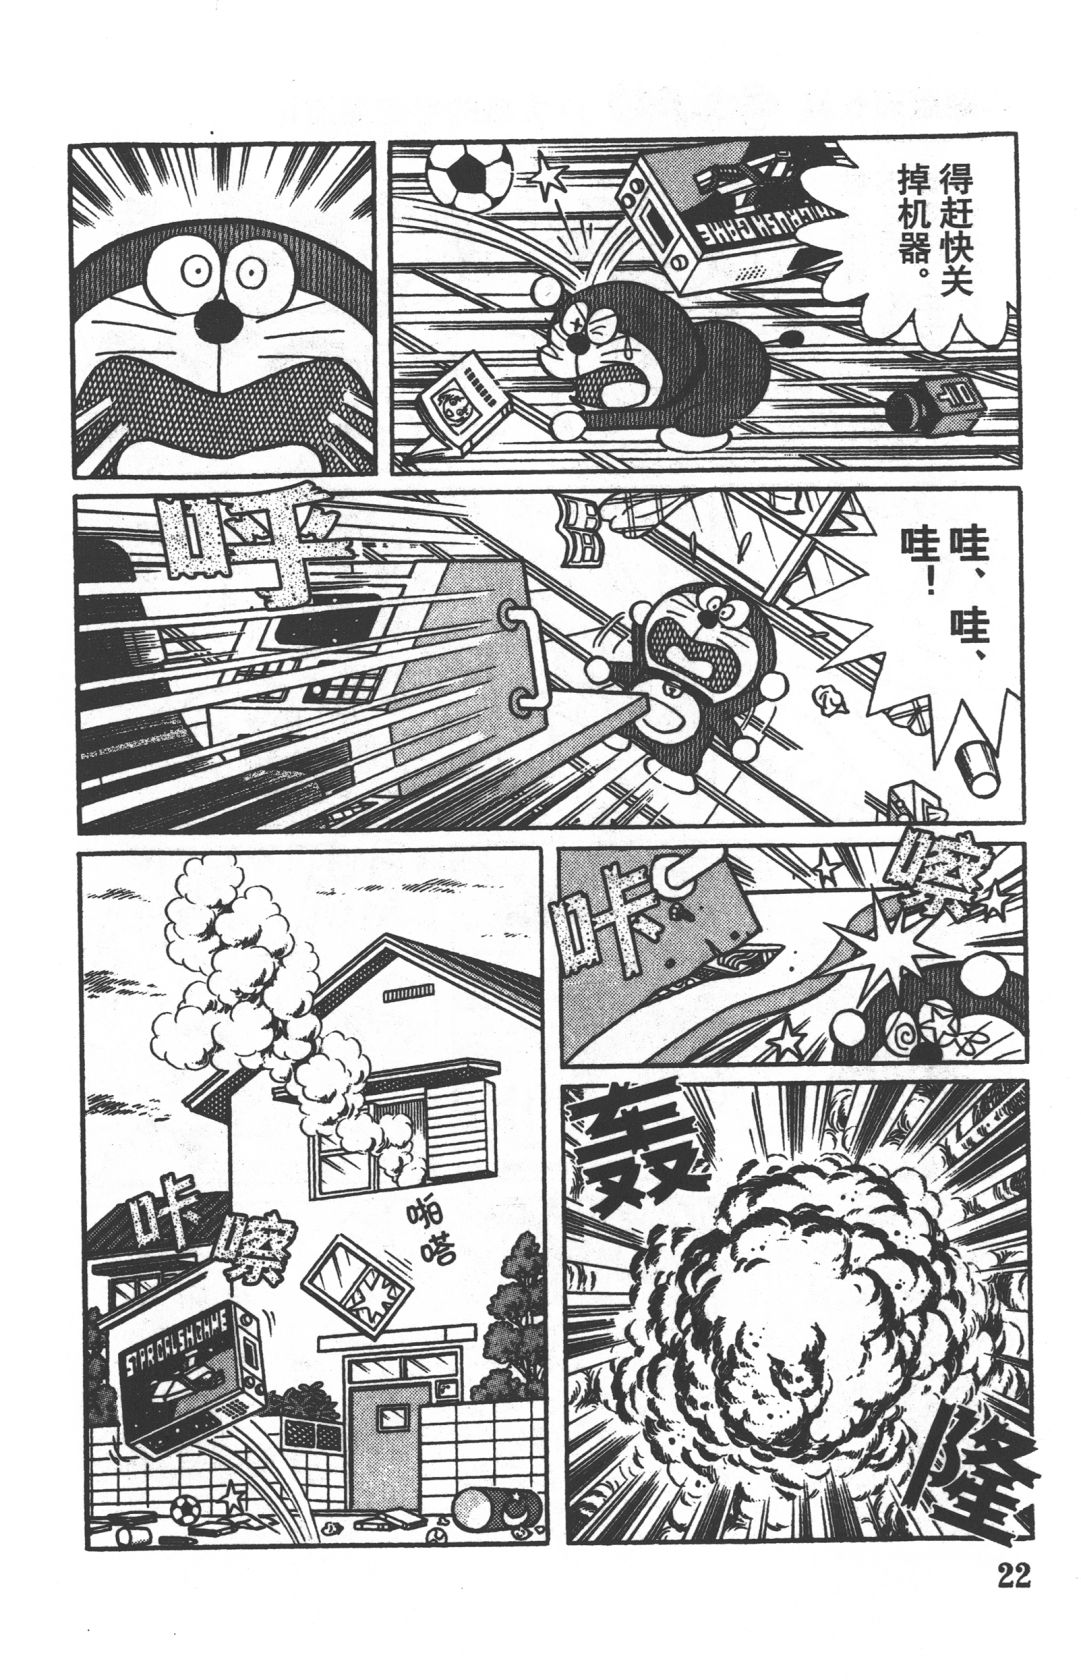 得赶快关
掉机器。
哇、哇、
哇！
呼
咔
嚓
轰
隆
咔
嚓
啪
嗒
22